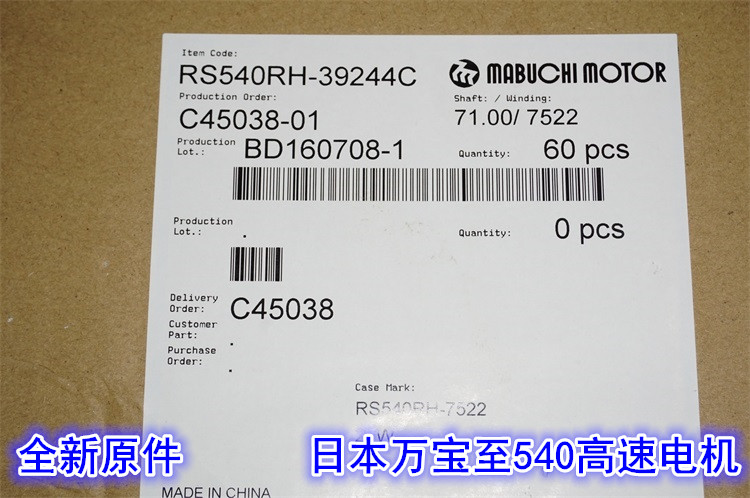 Item Code:
RS540RH-39244C
MABUCHI MOTOR
Production Order:
Shaft: / Winding:
C45038-01
71.00/ 7522
Production
Lot.:
BD160708-1
Quantity:
60 pcs
Production
Lot.:
.
Quantity:
0 pcs
Delivery
Order:
C45038
Customer
Part:
.
Purchase
Order:
.
Case Mark:
RS540RH-7522
全新原件
日本万宝至540高速电机
MADE IN CHINA